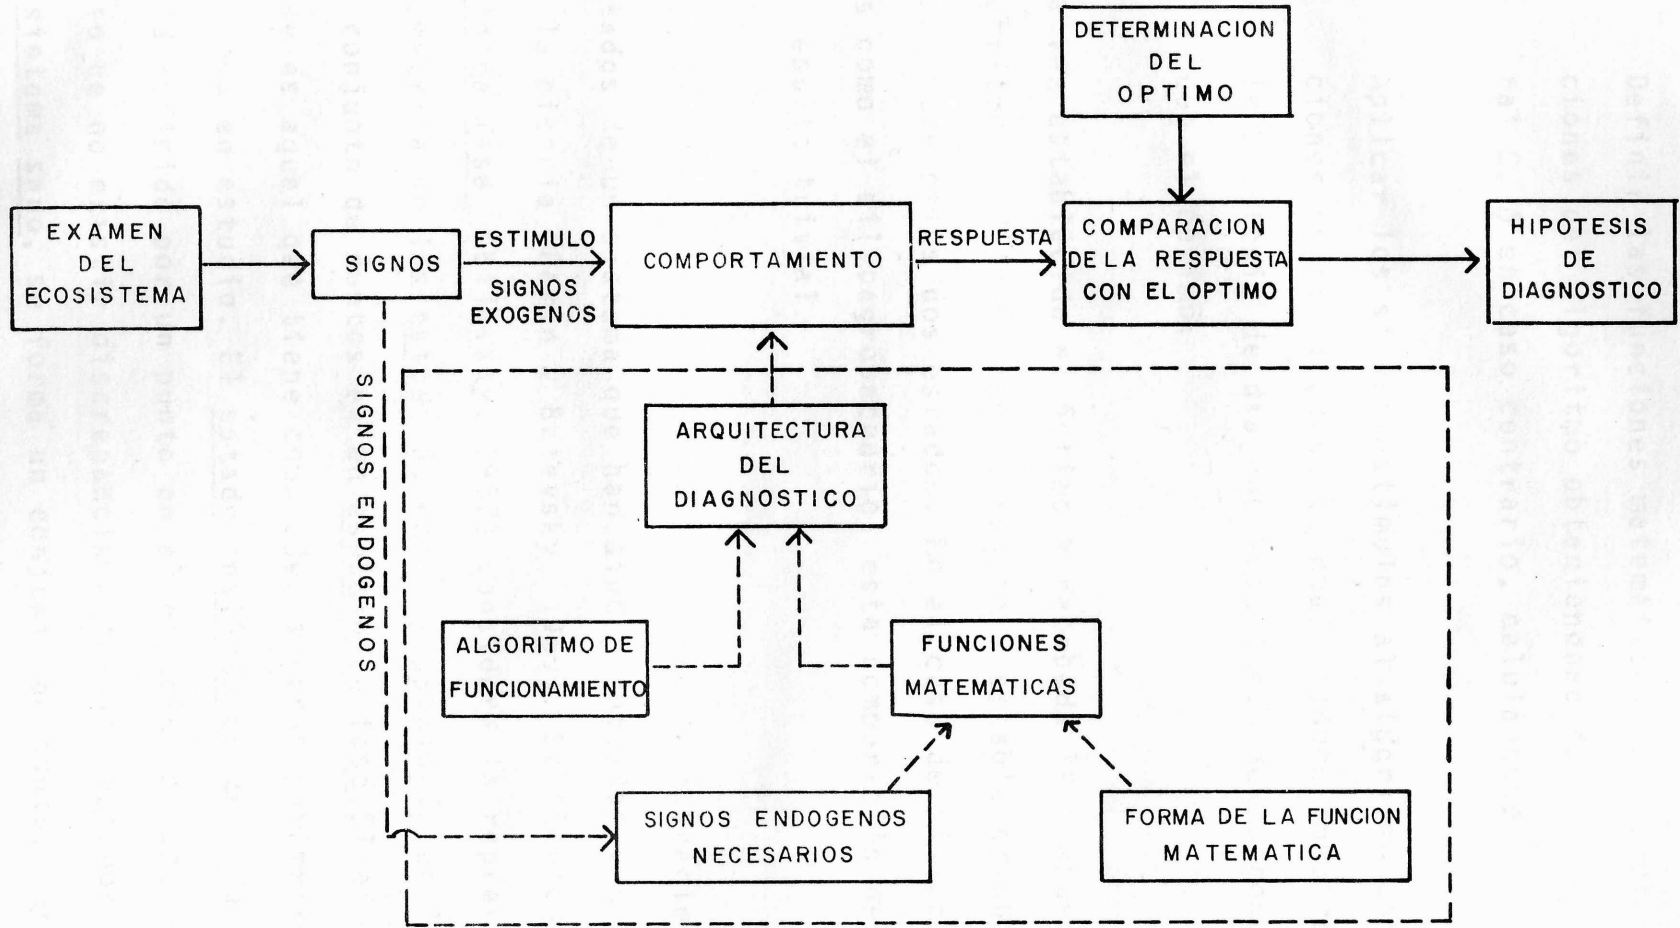 DETERMINACION
DEL
OPTIMO
EXAMEN
DEL
ECOSISTEMA
SIGNOS
ESTIMULO
SIGNOS
EXOGENOS
COMPORTAMIENTO
RESPUESTA
COMPARACION
DE LA RESPUESTA
CON EL OPTIMO
HIPOTESIS
DE
DIAGNOSTICO
SIGNOS ENDOGENOS
ARQUITECTURA
DEL
DIAGNOSTICO
ALGORITMO DE
FUNCIONAMIENTO
FUNCIONES
MATEMATICAS
SIGNOS ENDOGENOS
NECESARIOS
FORMA DE LA FUNCION
MATEMATICA